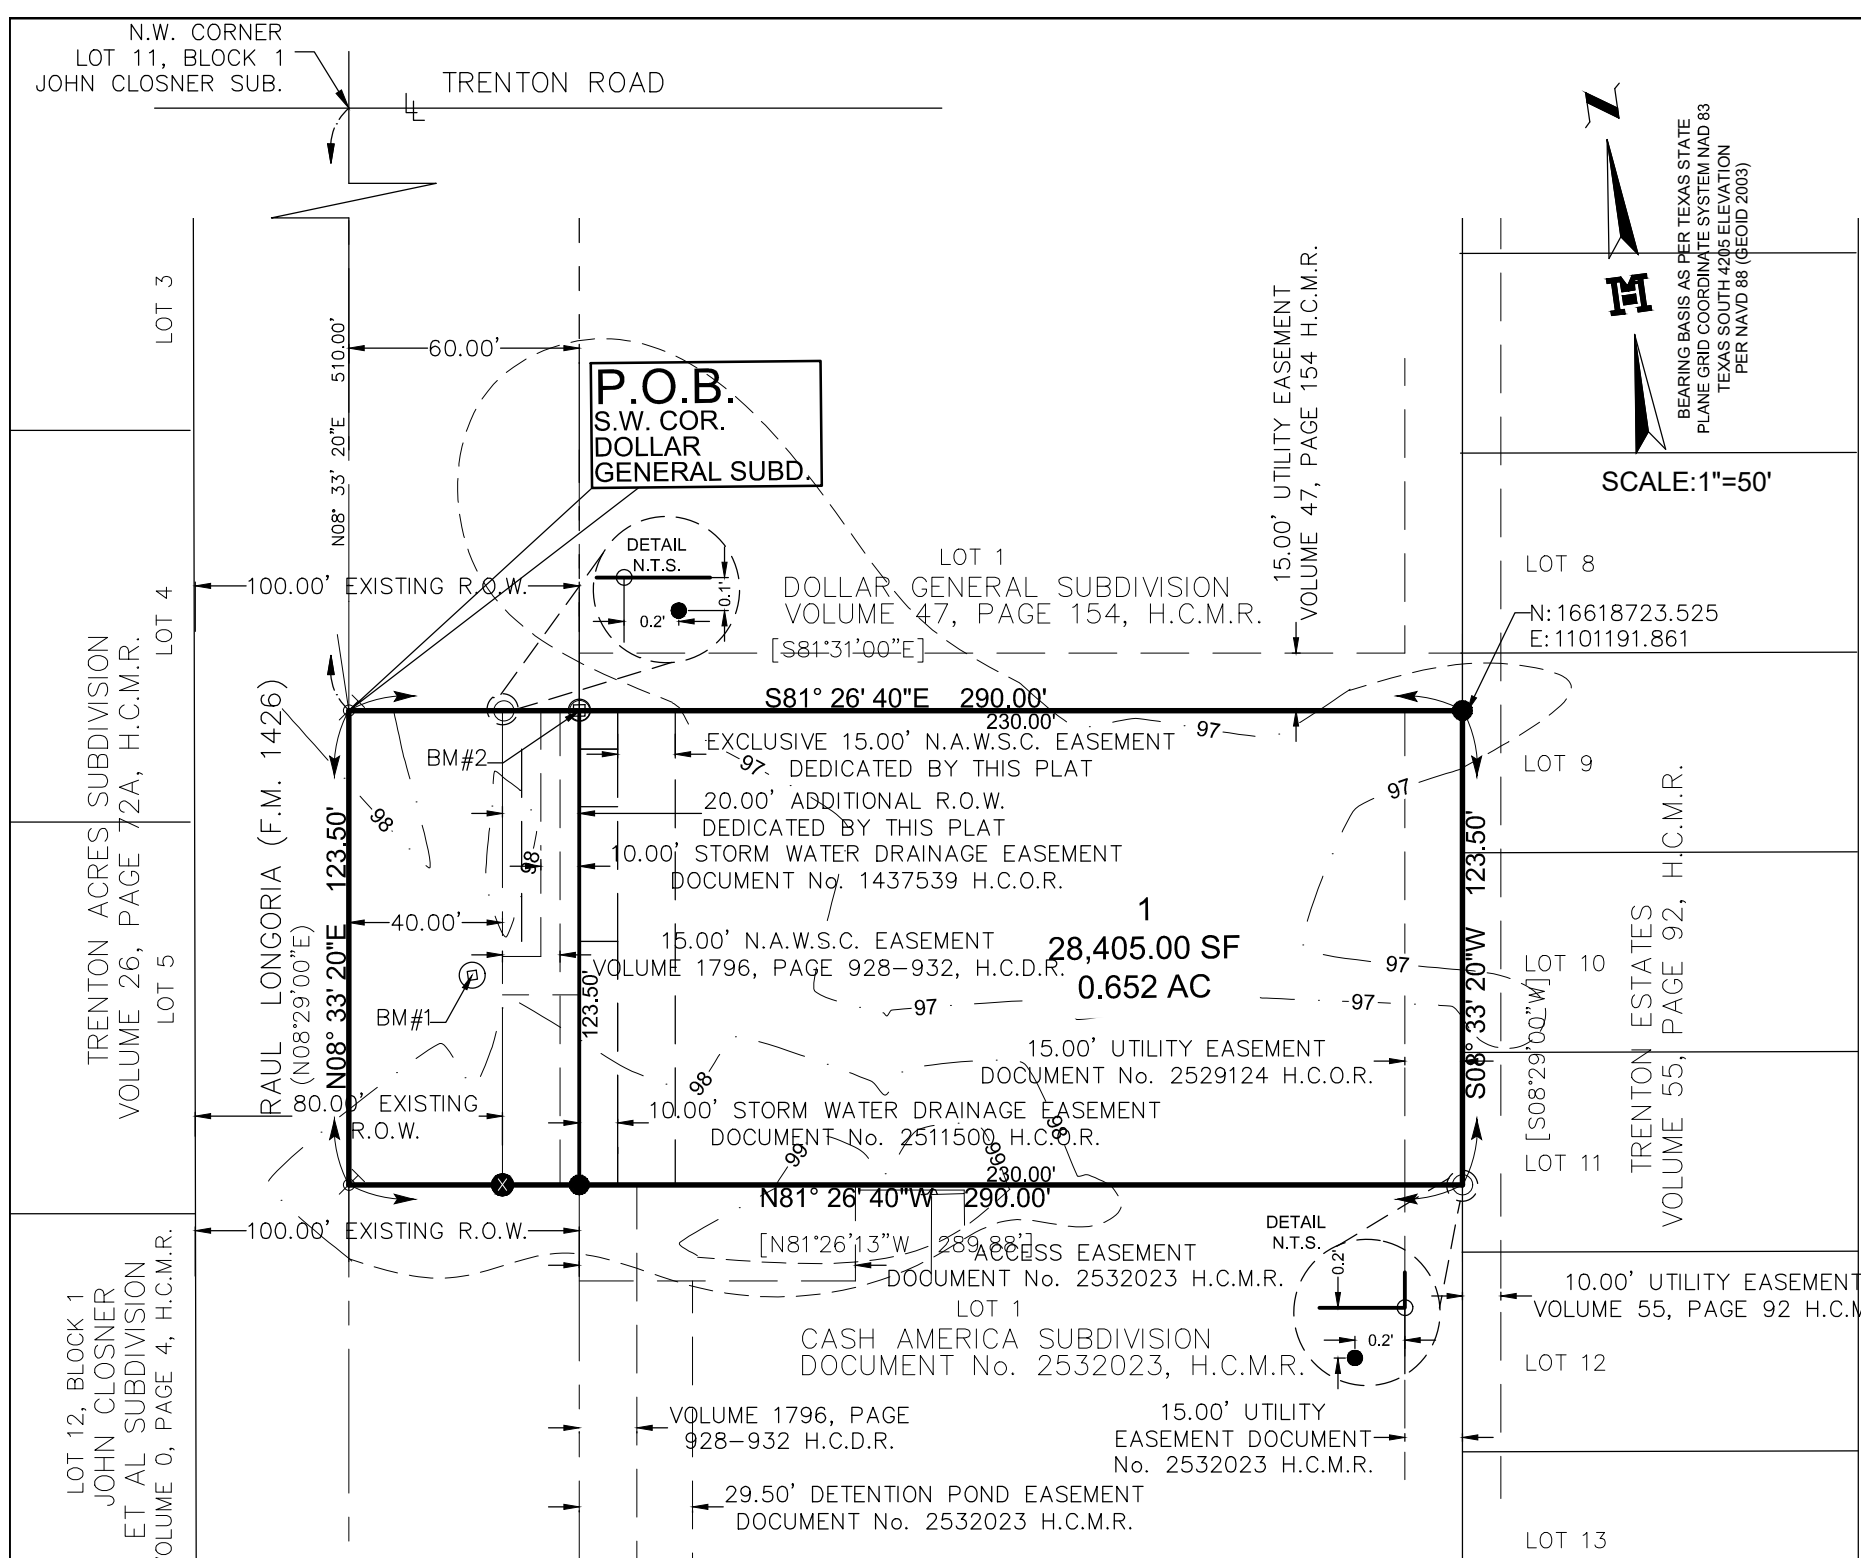 N.W. CORNER
LOT 11, BLOCK 1
JOHN CLOSNER SUB.
TRENTON ROAD
N
BEARING BASIS AS PER TEXAS STATE
PLANE GRID COORDINATE SYSTEM NAD 83
TEXAS SOUTH 4205 ELEVATION
PER NAVD 88 (GEOID 2003)
SCALE:1"=50'
LOT 3
N08° 33' 20"E 510.00'
60.00'
P.O.B.
S.W. COR.
DOLLAR
GENERAL SUBD.
15.00' UTILITY EASEMENT
VOLUME 47, PAGE 154 H.C.M.R.
DETAIL
N.T.S.
0.1'
0.2'
100.00' EXISTING R.O.W.
LOT 4
LOT 1
DOLLAR GENERAL SUBDIVISION
VOLUME 47, PAGE 154, H.C.M.R.
[S81°31'00"E]
LOT 8
N:16618723.525
E:1101191.861
S81° 26' 40"E 290.00'
230.00'
97
BM#2
EXCLUSIVE 15.00' N.A.W.S.C. EASEMENT
DEDICATED BY THIS PLAT
97
20.00' ADDITIONAL R.O.W.
DEDICATED BY THIS PLAT
10.00' STORM WATER DRAINAGE EASEMENT
DOCUMENT No. 1437539 H.C.O.R.
98
98
97
LOT 9
TRENTON ACRES SUBDIVISION
VOLUME 26, PAGE 72A, H.C.M.R.
LOT 5
RAUL LONGORIA (F.M. 1426)
(N08°29'00"E)
N08° 33' 20"E 123.50'
40.00'
15.00' N.A.W.S.C. EASEMENT
VOLUME 1796, PAGE 928-932, H.C.D.R.
1
28,405.00 SF
0.652 AC
123.50'
BM#1
97
97
97
S08° 33' 20"W 123.50'
LOT 10
[S08°29'00"W]
TRENTON ESTATES
VOLUME 55, PAGE 92, H.C.M.R.
15.00' UTILITY EASEMENT
DOCUMENT No. 2529124 H.C.O.R.
98
80.00' EXISTING
R.O.W.
10.00' STORM WATER DRAINAGE EASEMENT
DOCUMENT No. 2511500 H.C.O.R.
98
99
99
LOT 11
230.00'
N81° 26' 40"W 290.00'
100.00' EXISTING R.O.W.
[N81°26'13"W 289.88']
ACCESS EASEMENT
DOCUMENT No. 2532023 H.C.M.R.
DETAIL
N.T.S.
0.2'
0.2'
10.00' UTILITY EASEMENT
VOLUME 55, PAGE 92 H.C.M
LOT 1
CASH AMERICA SUBDIVISION
DOCUMENT No. 2532023, H.C.M.R.
LOT 12
LOT 12, BLOCK 1
JOHN CLOSNER
ET AL SUBDIVISION
VOLUME 0, PAGE 4, H.C.M.R.
VOLUME 1796, PAGE
928-932 H.C.D.R.
15.00' UTILITY
EASEMENT DOCUMENT
No. 2532023 H.C.M.R.
29.50' DETENTION POND EASEMENT
DOCUMENT No. 2532023 H.C.M.R.
LOT 13